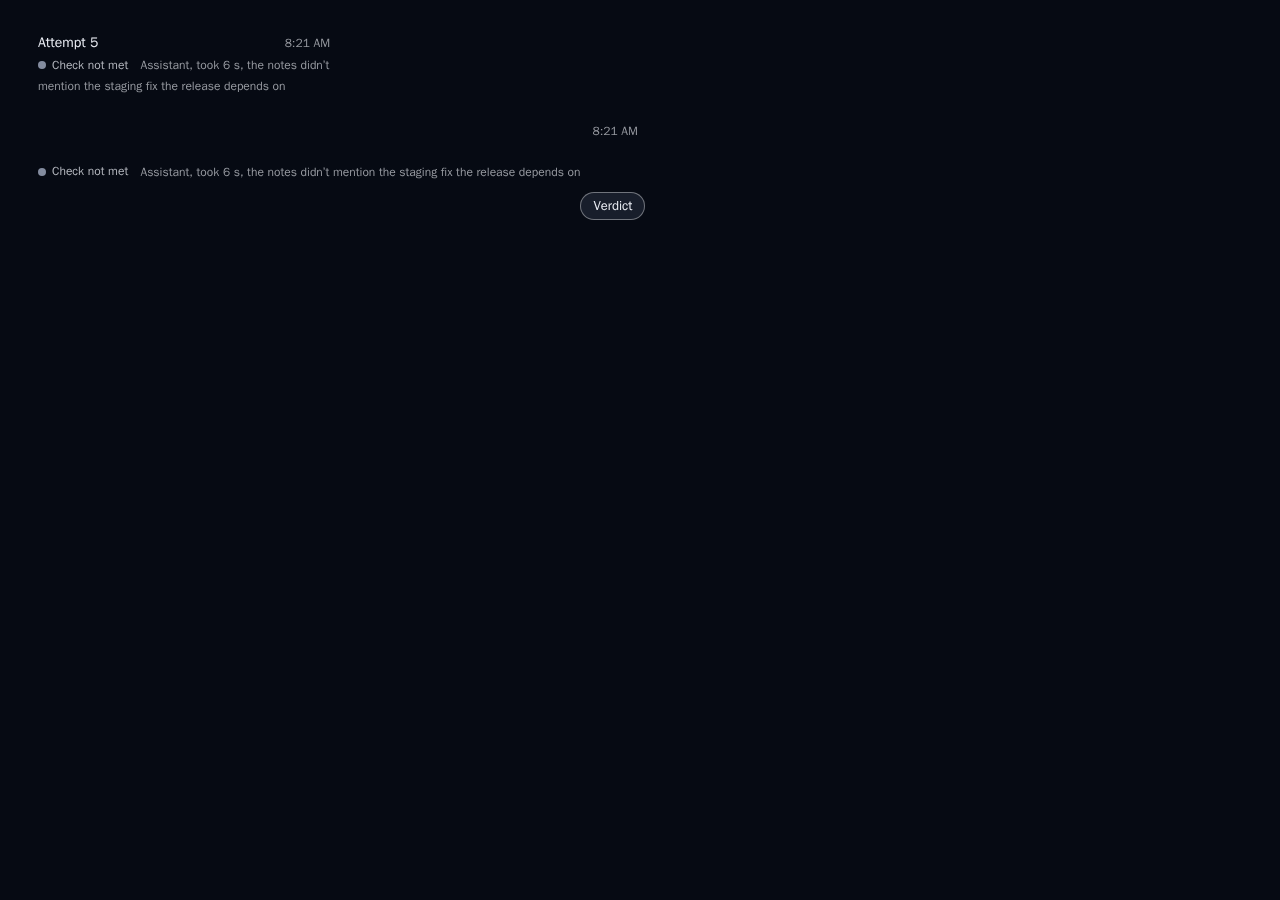 Attempt 5 8:21 AM
Check not met Assistant, took 6 s, the notes didn't
mention the staging fix the release depends on
8:21 AM
Check not met Assistant, took 6 s, the notes didn't mention the staging fix the release depends on
Verdict